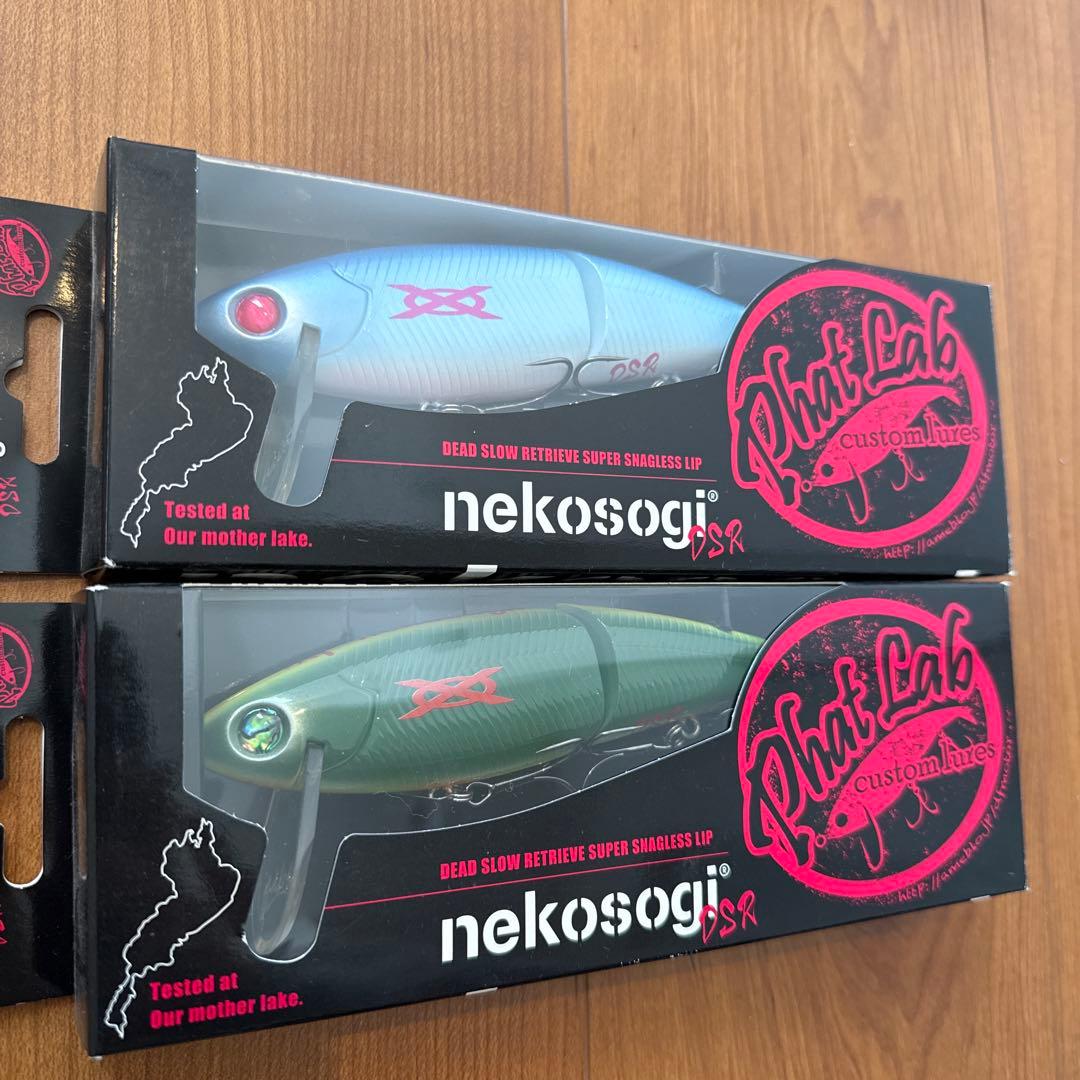 DSR
DEAD SLOW RETRIEVE SUPER SNAGLESS LIP
nekosogi®
DSR
Tested at
Our mother lake.
Phat Lab
custom lures
DEAD SLOW RETRIEVE SUPER SNAGLESS LIP
nekosogi®
DSR
Tested at
Our mother lake.
Phat Lab
custom lures